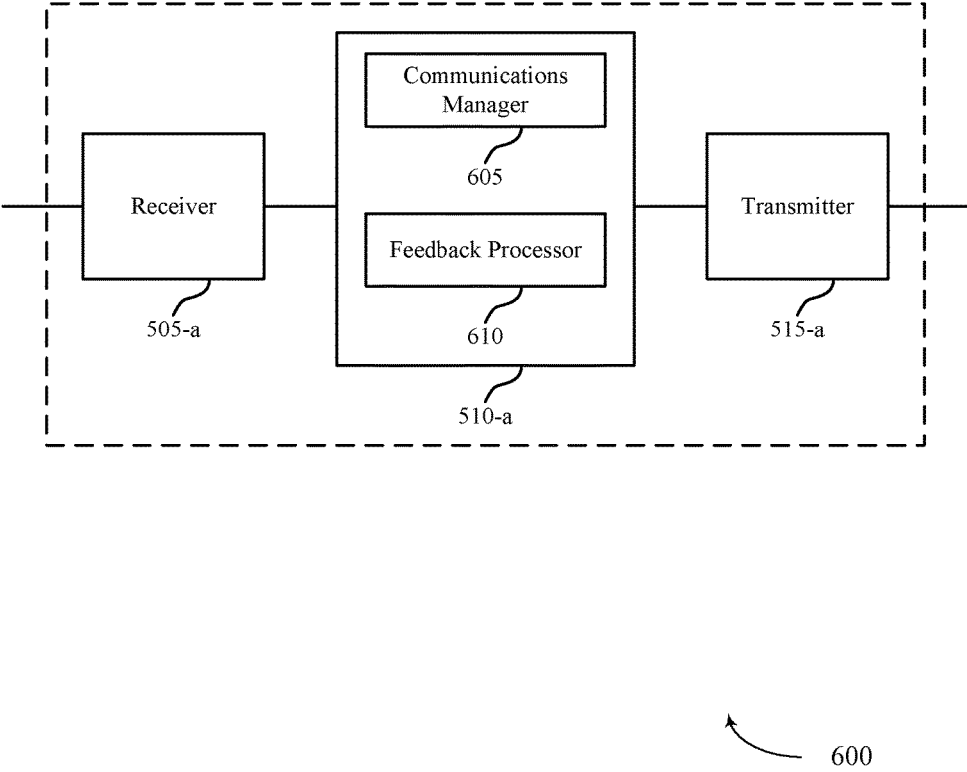 Communications
Manager
605
Receiver
Transmitter
Feedback Processor
505-a
610
515-a
510-a
600